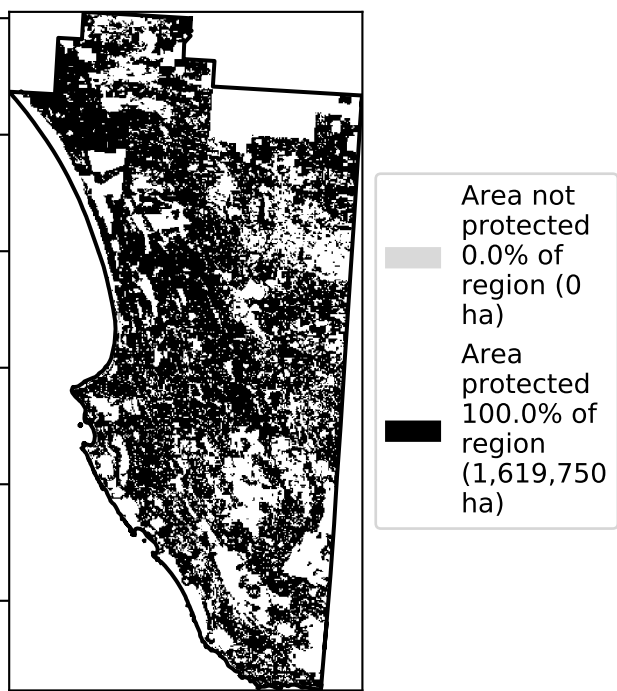 Area not
protected
0.0% of
region (0
ha)
Area
protected
100.0% of
region
(1,619,750
ha)